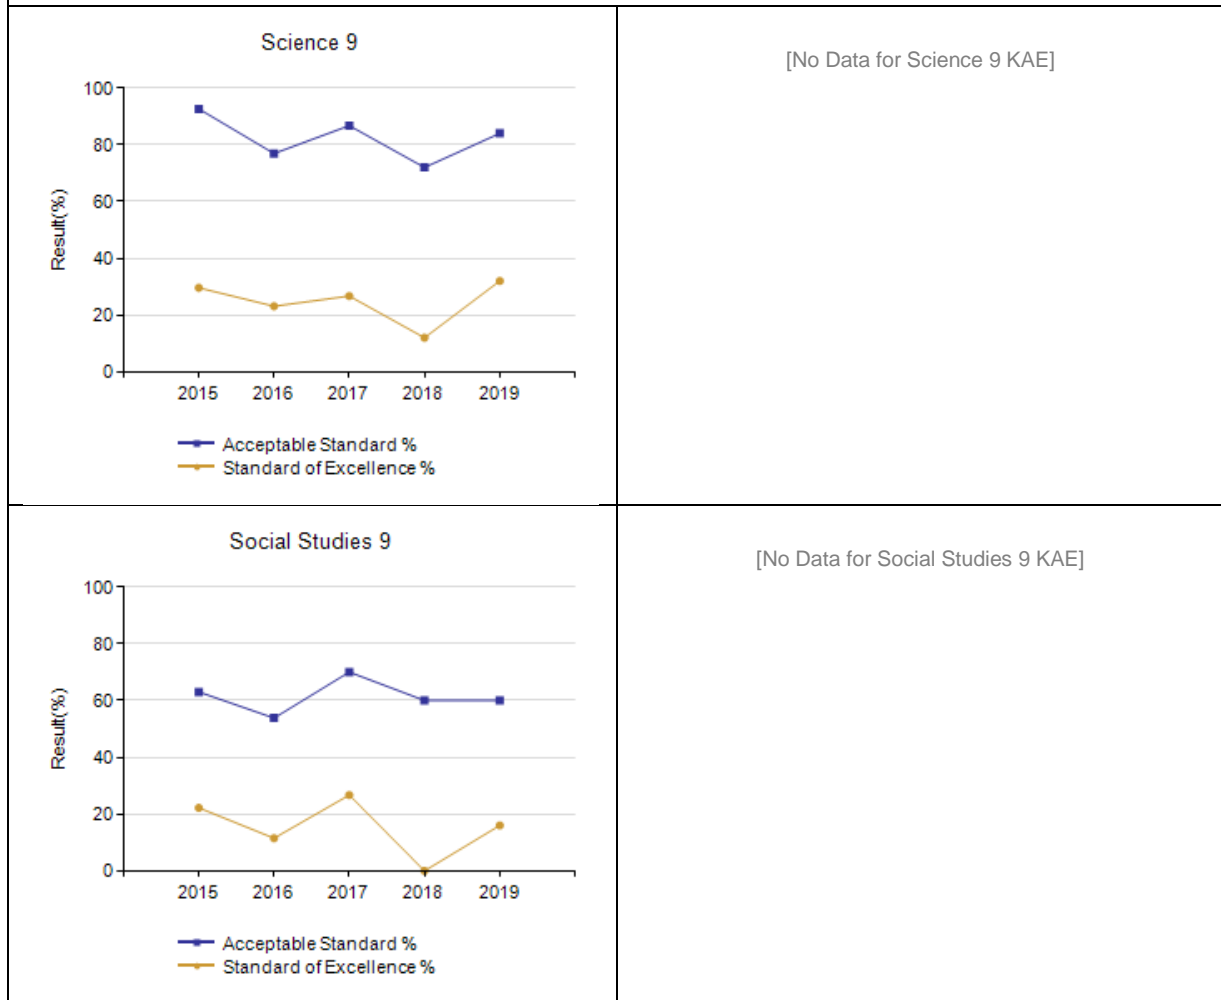 Science 9
100
80
60
40
20
0
Result(%)
2015 2016 2017 2018 2019
Acceptable Standard %
Standard of Excellence %
[No Data for Science 9 KAE]
Social Studies 9
100
80
60
40
20
0
Result(%)
2015 2016 2017 2018 2019
Acceptable Standard %
Standard of Excellence %
[No Data for Social Studies 9 KAE]